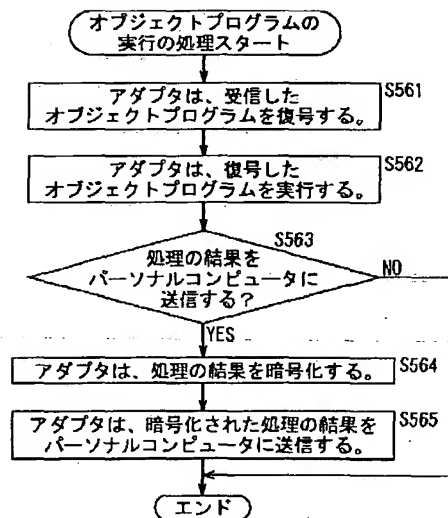 オブジェクトプログラムの
実行の処理スタート
アダプタは、受信した
オブジェクトプログラムを復号する。
S561
アダプタは、復号した
オブジェクトプログラムを実行する。
S562
S563
処理の結果を
パーソナルコンピュータに
送信する？
NO
YES
アダプタは、処理の結果を暗号化する。
S564
アダプタは、暗号化された処理の結果を
パーソナルコンピュータに送信する。
S565
エンド